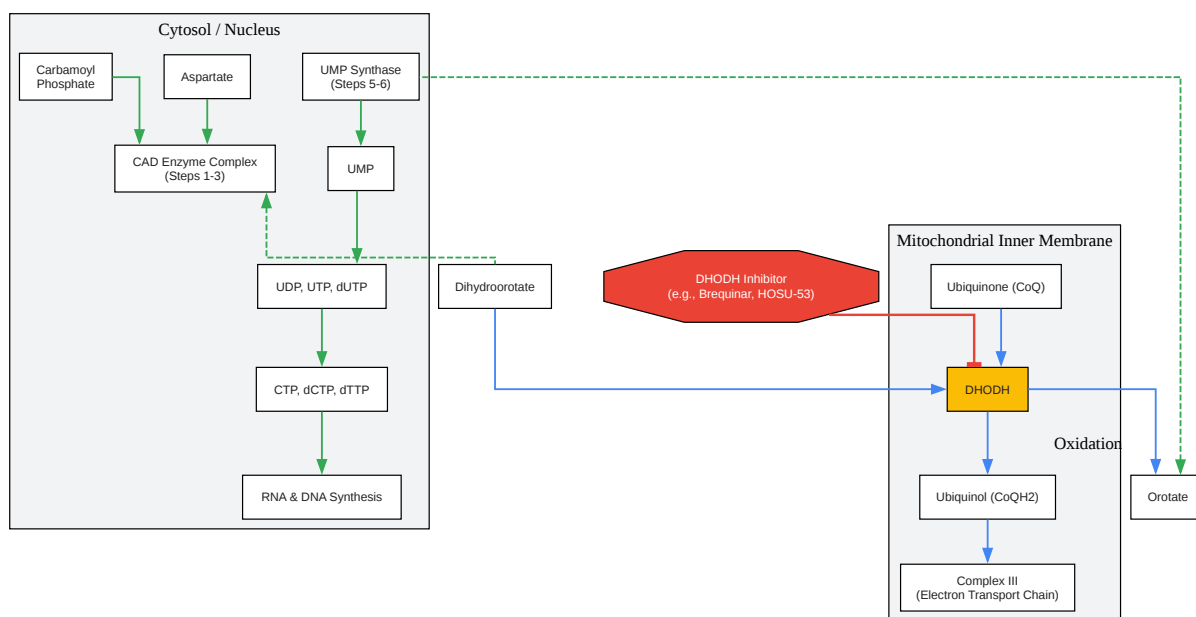 Cytosol / Nucleus
Carbamoyl
Phosphate
Aspartate
UMP Synthase
(Steps 5-6)
CAD Enzyme Complex
(Steps 1-3)
UMP
UDP, UTP, dUTP
Dihydroorotate
CTP, dCTP, dTTP
RNA & DNA Synthesis
DHODH Inhibitor
(e.g., Brequinar, HOSU-53)
Mitochondrial Inner Membrane
Ubiquinone (CoQ)
DHODH
Oxidation
Ubiquinol (CoQH2)
Orotate
Complex III
(Electron Transport Chain)